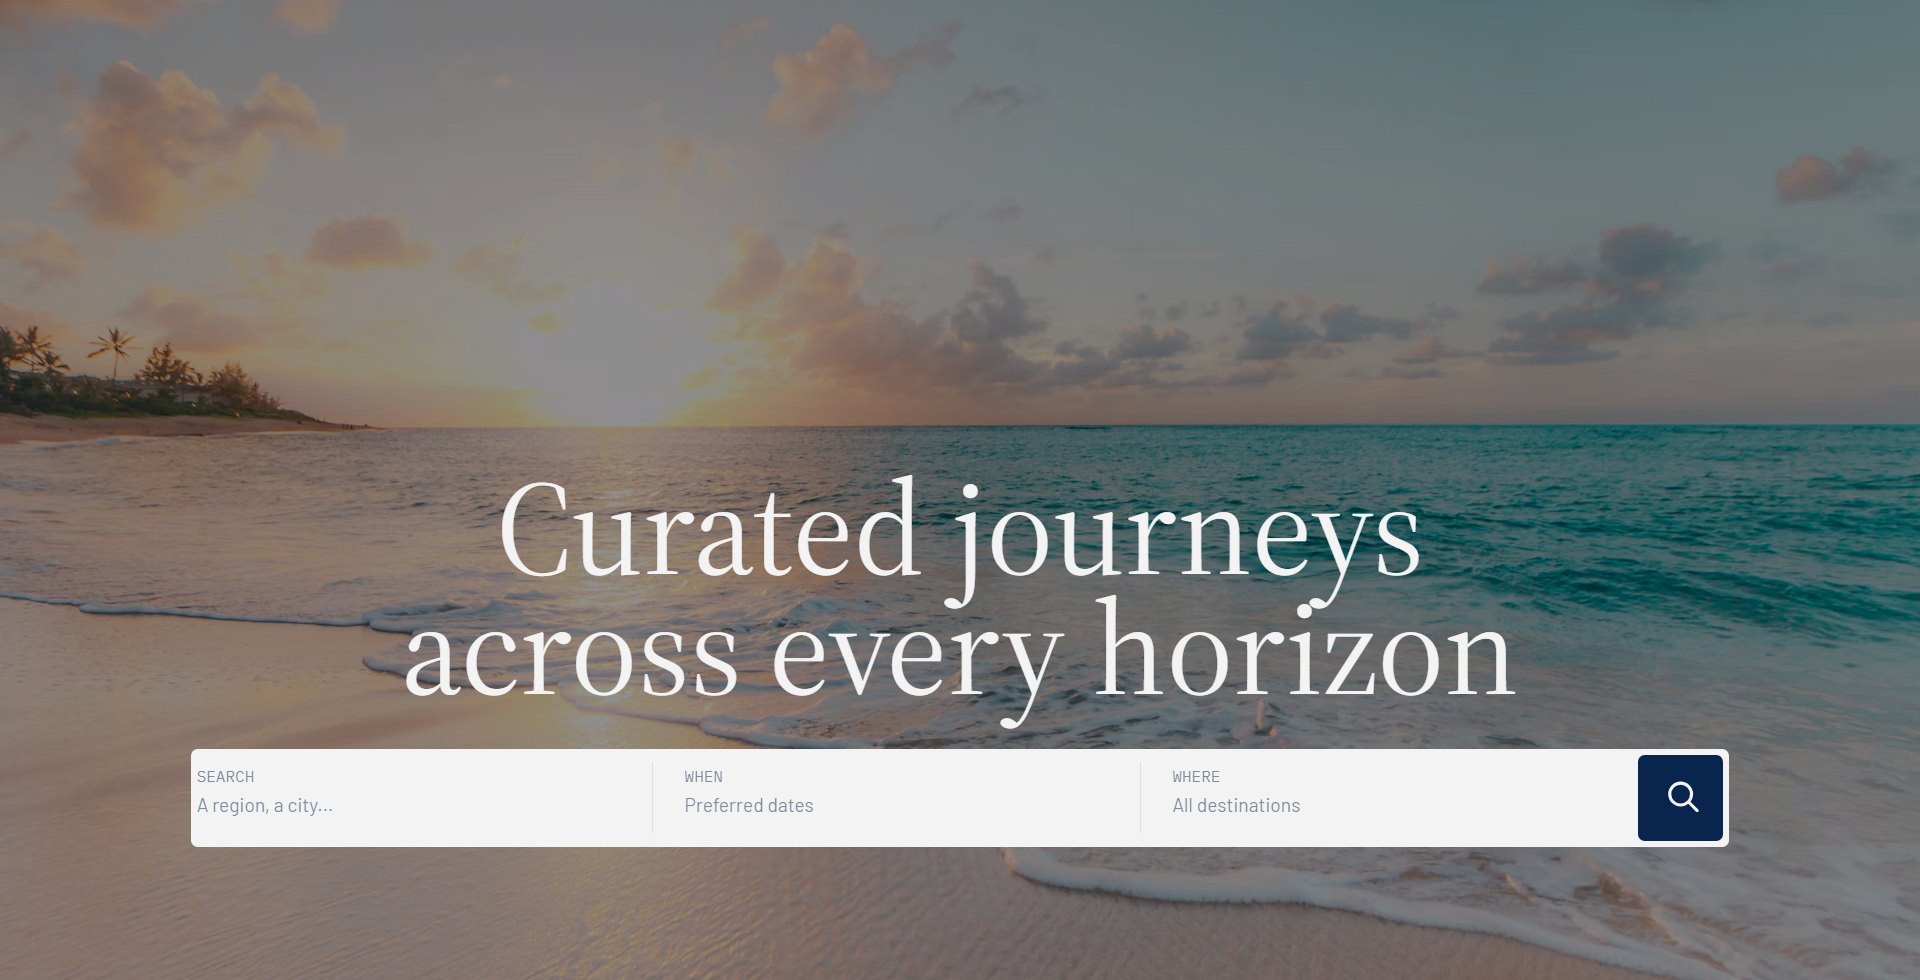 Curated journeys
across every horizon
SEARCH
A region, a city...
WHEN
Preferred dates
WHERE
All destinations